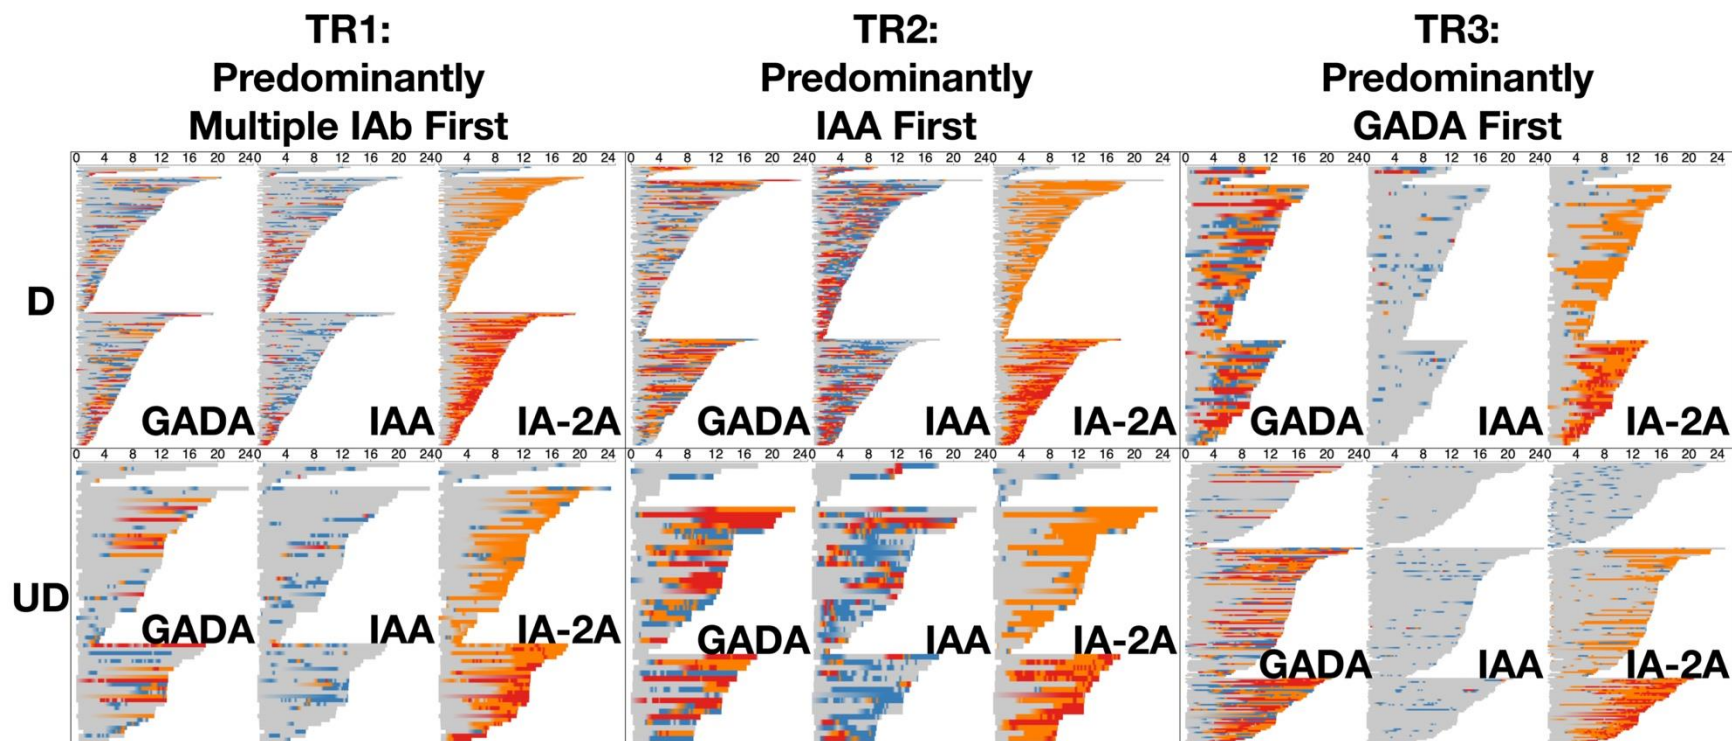 TR1:
Predominantly
Multiple IAb First
TR2:
Predominantly
IAA First
TR3:
Predominantly
GADA First
0 4 8 12 16 20 240 4 8 12 16 20 240 4 8 12 16 20 24
0 4 8 12 16 20 240 4 8 12 16 20 240 4 8 12 16 20 24
0 4 8 12 16 20 240 4 8 12 16 20 240 4 8 12 16 20 24
D
GADA IAA IA-2A
GADA IAA IA-2A
GADA IAA IA-2A
0 4 8 12 16 20 240 4 8 12 16 20 240 4 8 12 16 20 24
0 4 8 12 16 20 240 4 8 12 16 20 240 4 8 12 16 20 24
0 4 8 12 16 20 240 4 8 12 16 20 240 4 8 12 16 20 24
UD
GADA IAA IA-2A
GADA IAA IA-2A
GADA IAA IA-2A